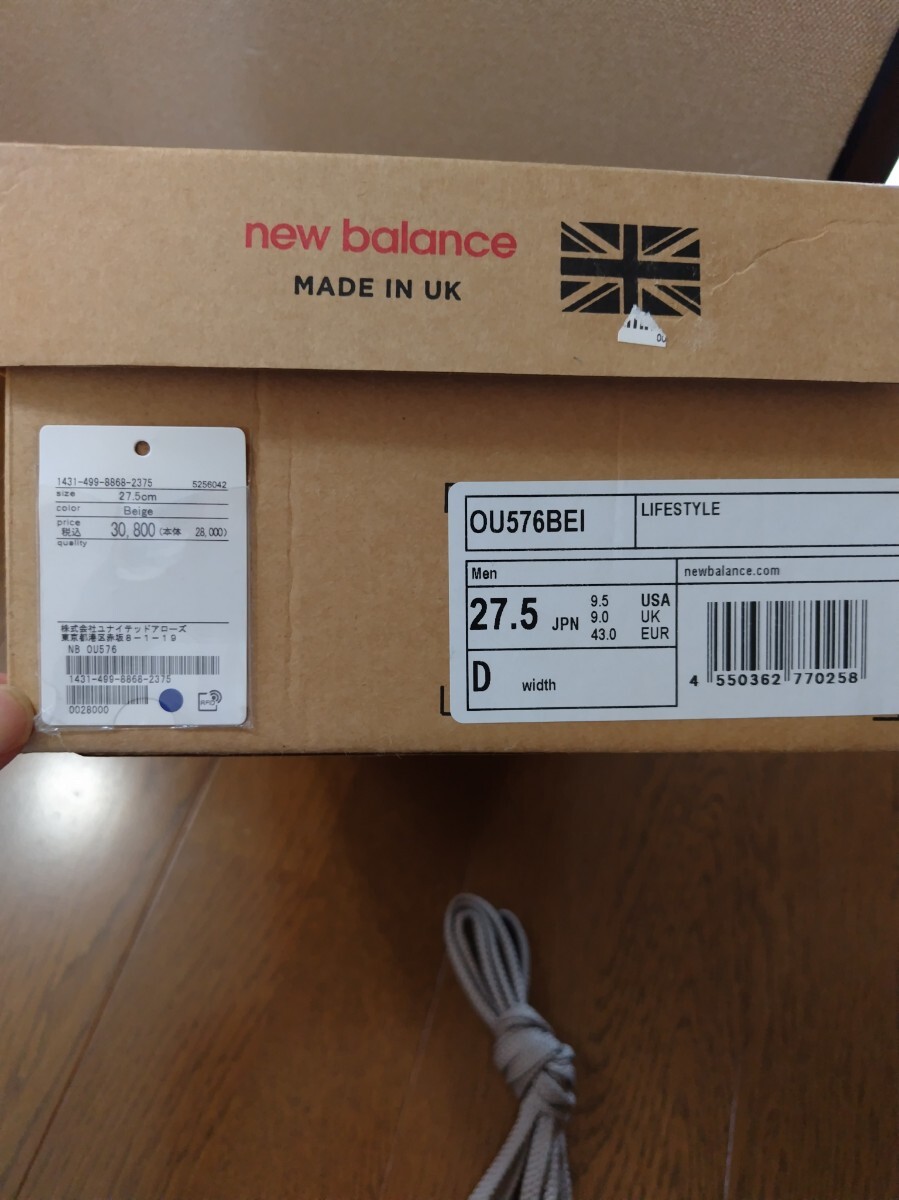 new balance
MADE IN UK
OU
1431-499-8868-2375 5256042
size 27.5cm
color Beige
price 税込 30,800 (本体 28,000)
quality
株式会社ユナイテッドアローズ
東京都港区赤坂8-1-19
NB OU576
1431-499-8868-2375
0028000
RFID
OU576BEI LIFESTYLE
Men newbalance.com
27.5 JPN
9.5 USA
9.0 UK
43.0 EUR
D width
4 550362 770258